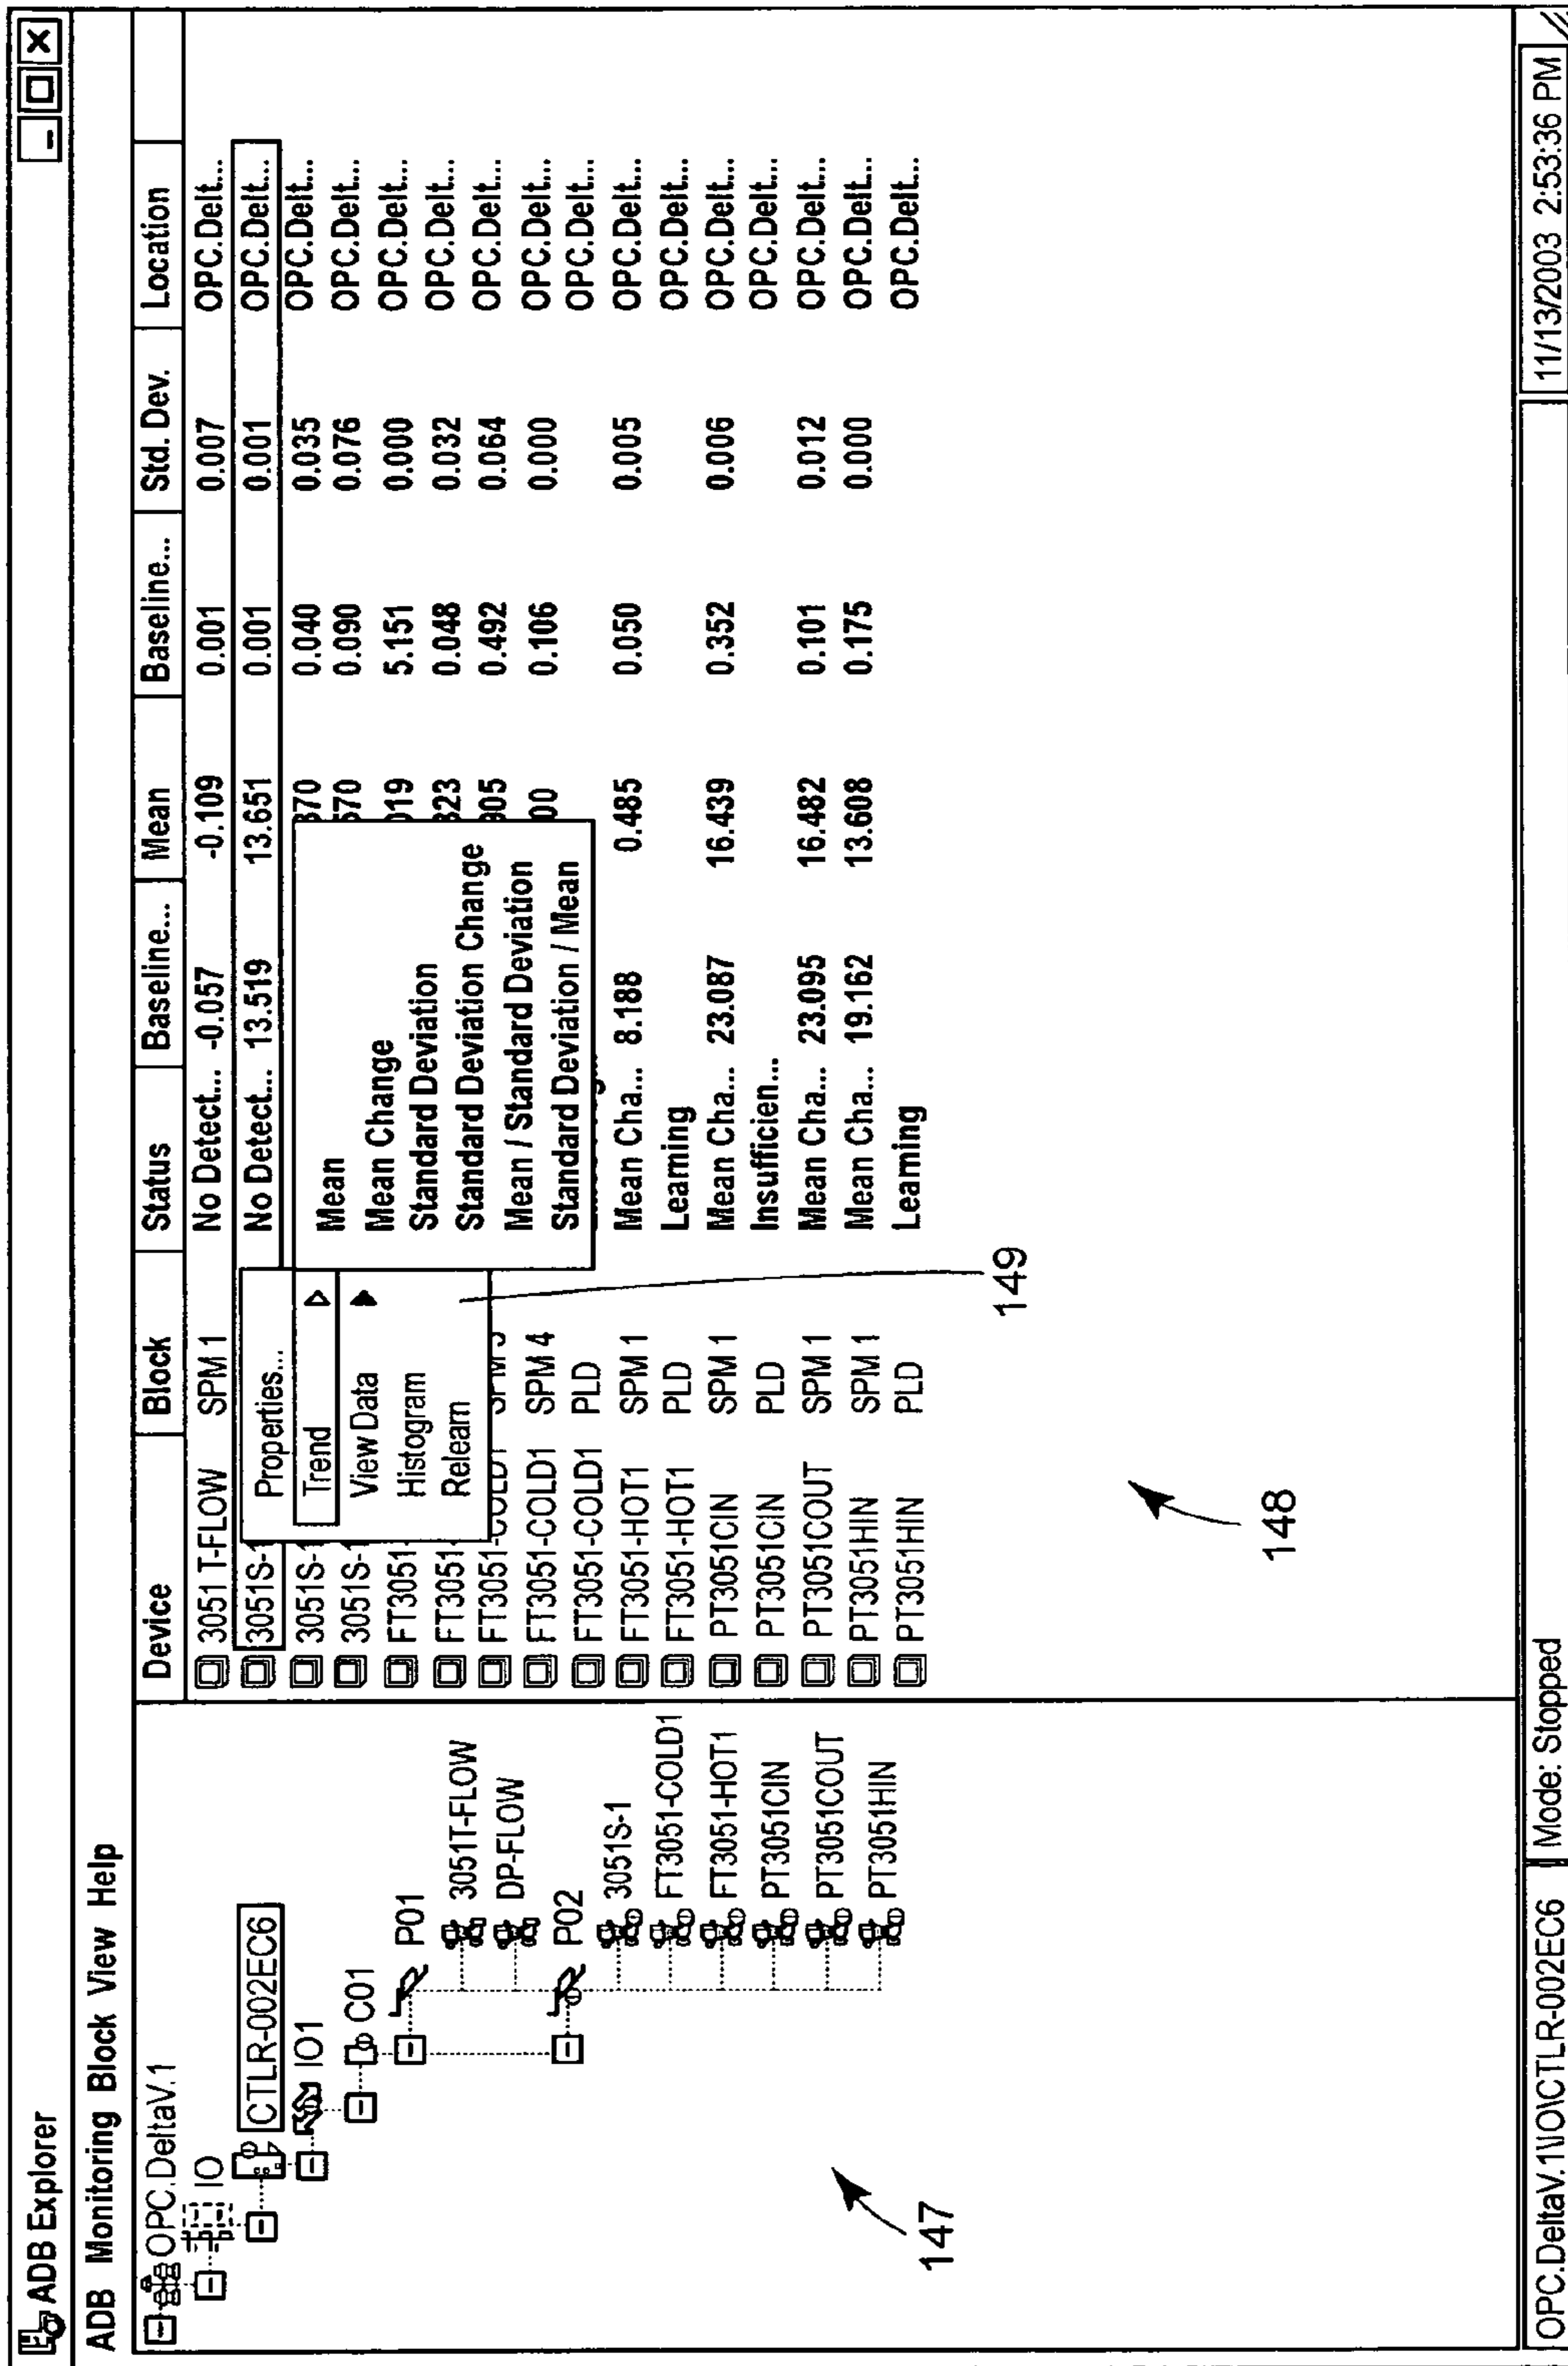 ADB Explorer
ADB Monitoring Block View Help
OPC.DeltaV.1
IO
CTLR-002EC6
IO1
C01
P01
3051T-FLOW
DP-FLOW
P02
3051S-1
FT3051-COLD1
FT3051-HOT1
PT3051CIN
PT3051COUT
PT3051HIN
147
Device Block Status Baseline... Mean Baseline... Std. Dev. Location
3051 T-FLOW SPM 1 No Detect... -0.057 -0.109 0.001 0.007 OPC.Delt...
3051S-1 No Detect... 13.519 13.651 0.001 0.001 OPC.Delt...
3051S- 0.040 0.035 OPC.Delt...
3051S-1 0.090 0.076 OPC.Delt...
FT3051- 5.151 0.000 OPC.Delt...
FT3051- 0.048 0.032 OPC.Delt...
FT3051-COLD1 0.492 0.064 OPC.Delt...
FT3051-COLD1 SPM 4 0.106 0.000 OPC.Delt...
FT3051-COLD1 PLD OPC.Delt...
FT3051-HOT1 SPM 1 Mean Cha... 8.188 0.485 0.050 0.005 OPC.Delt...
FT3051-HOT1 PLD Learning OPC.Delt...
PT3051CIN SPM 1 Mean Cha... 23.087 16.439 0.352 0.006 OPC.Delt...
PT3051CIN PLD Insufficien... OPC.Delt...
PT3051COUT SPM 1 Mean Cha... 23.095 16.482 0.101 0.012 OPC.Delt...
PT3051HIN SPM 1 Mean Cha... 19.162 13.608 0.175 0.000 OPC.Delt...
PT3051HIN PLD Learning OPC.Delt...
Properties...
Trend
View Data
Histogram
Relearn
Mean
Mean Change
Standard Deviation
Standard Deviation Change
Mean / Standard Deviation
Standard Deviation / Mean
149
148
OPC.DeltaV.1\IO\CTLR-002EC6 Mode: Stopped 11/13/2003 2:53:36 PM